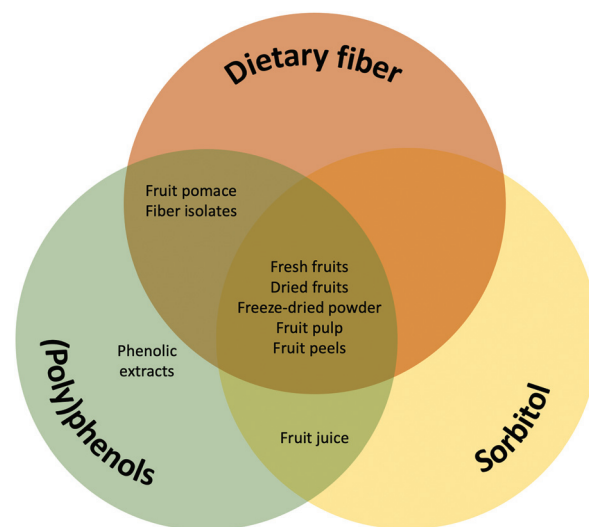 Dietary fiber
Fruit pomace
Fiber isolates
Fresh fruits
Dried fruits
Freeze-dried powder
Fruit pulp
Fruit peels
Phenolic
extracts
(Poly)phenols
Fruit juice
Sorbitol